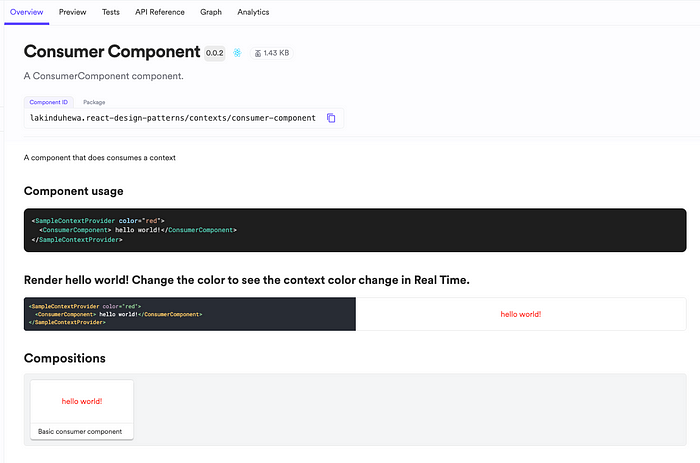 Overview Preview Tests API Reference Graph Analytics
Consumer Component 0.0.2 1.43 KB
A ConsumerComponent component.
Component ID Package
lakinduhewa.react-design-patterns/contexts/consumer-component
A component that does consumes a context
Component usage
<SampleContextProvider color="red">
<ConsumerComponent> hello world!</ConsumerComponent>
</SampleContextProvider>
Render hello world! Change the color to see the context color change in Real Time.
<SampleContextProvider color="red">
<ConsumerComponent> hello world!</ConsumerComponent>
</SampleContextProvider>
hello world!
Compositions
hello world!
Basic consumer component